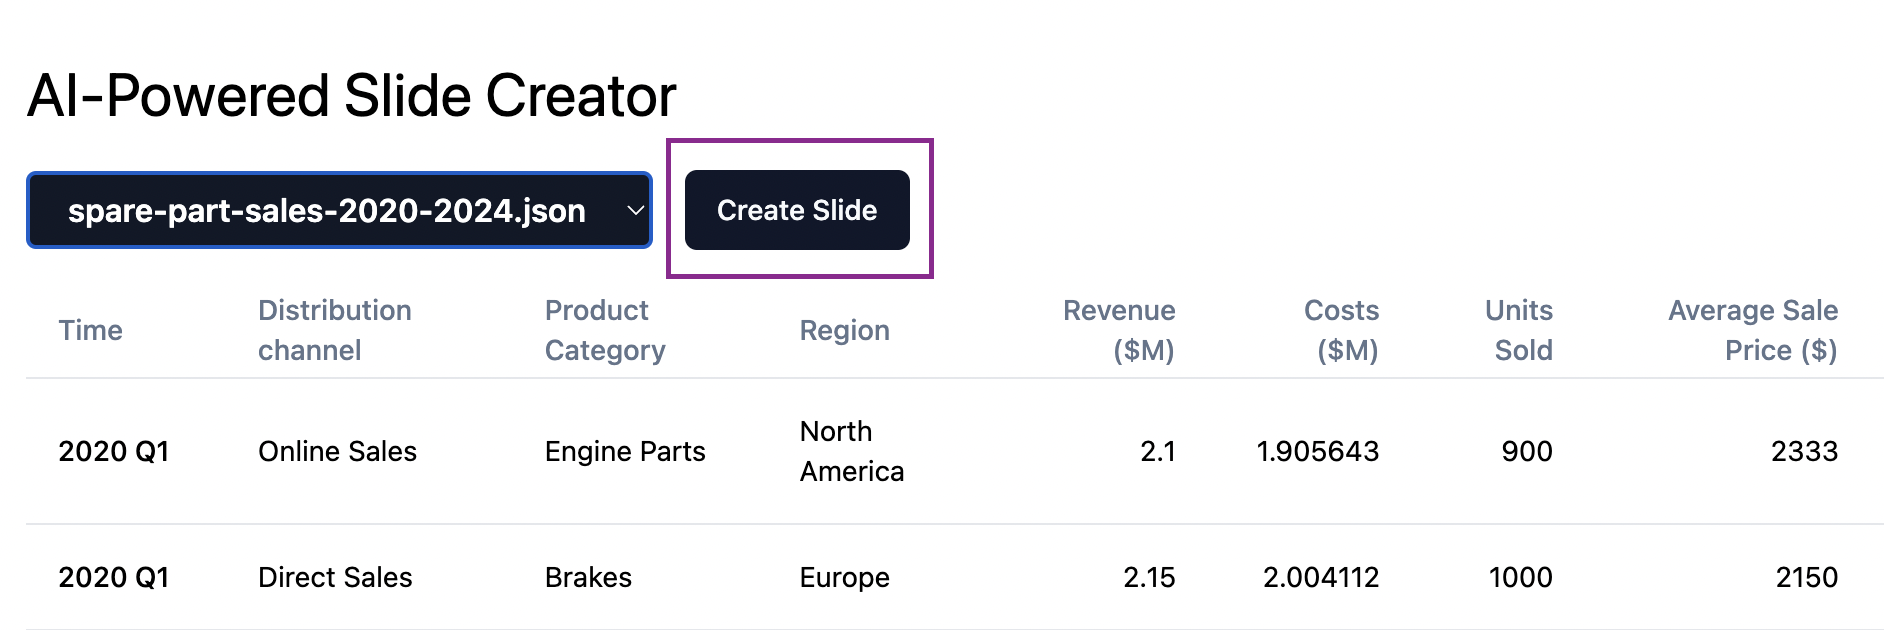 AI-Powered Slide Creator
spare-part-sales-2020-2024.json
Create Slide
Time Distribution channel Product Category Region Revenue ($M) Costs ($M) Units Sold Average Sale Price ($)
2020 Q1 Online Sales Engine Parts North America 2.1 1.905643 900 2333
2020 Q1 Direct Sales Brakes Europe 2.15 2.004112 1000 2150